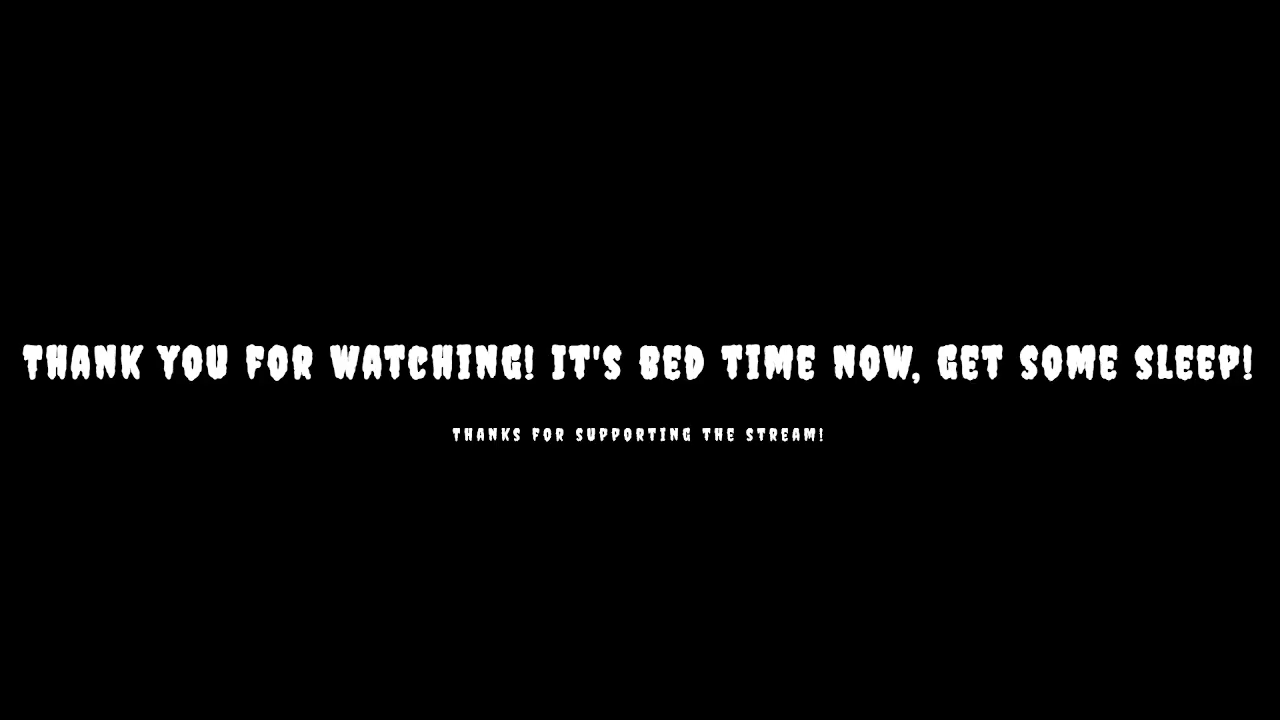 THANK YOU FOR WATCHING! IT'S BED TIME NOW, GET SOME SLEEP!
THANKS FOR SUPPORTING THE STREAM!